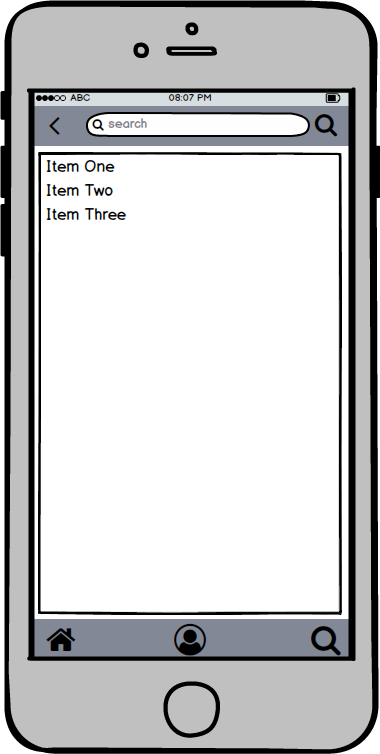 ABC 08:07 PM
search
Item One
Item Two
Item Three